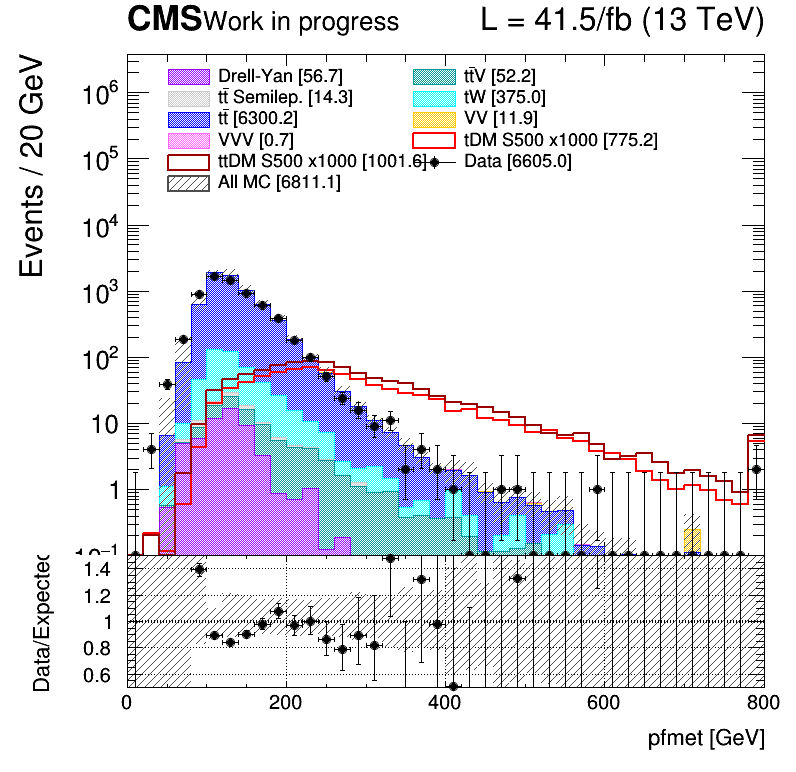 CMS Work in progress L = 41.5/fb (13 TeV)
Events / 20 GeV
Drell-Yan [56.7]
tt̄V [52.2]
tt̄ Semilep. [14.3]
tW [375.0]
tt̄ [6300.2]
VV [11.9]
VVV [0.7]
tDM S500 x1000 [775.2]
ttDM S500 x1000 [1001.6]
Data [6605.0]
All MC [6811.1]
10⁶
10⁵
10⁴
10³
10²
10
1
10⁻¹
Data/Expected
1.4
1.2
1
0.8
0.6
0 200 400 600 800
pfmet [GeV]